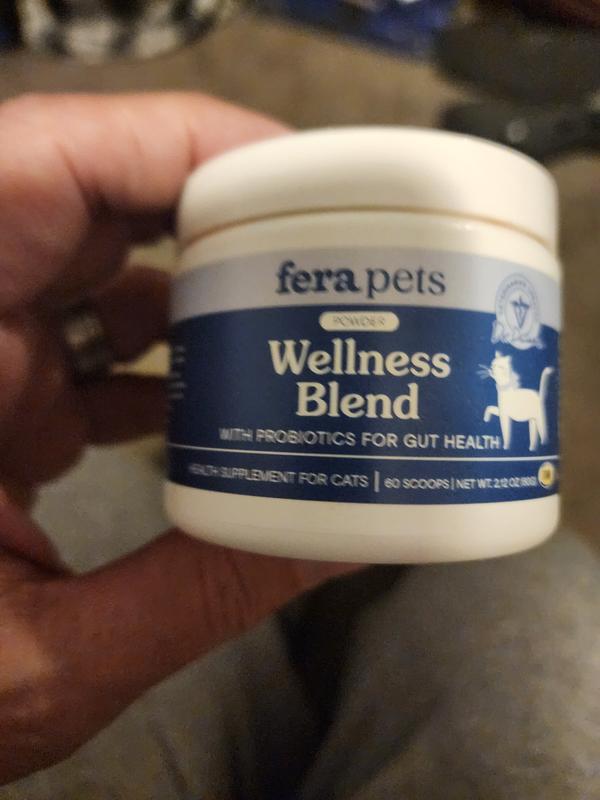 fera pets
POWDER
Wellness
Blend
WITH PROBIOTICS FOR GUT HEALTH
HEALTH SUPPLEMENT FOR CATS | 60 SCOOPS | NET WT. 2.12 OZ (60G)